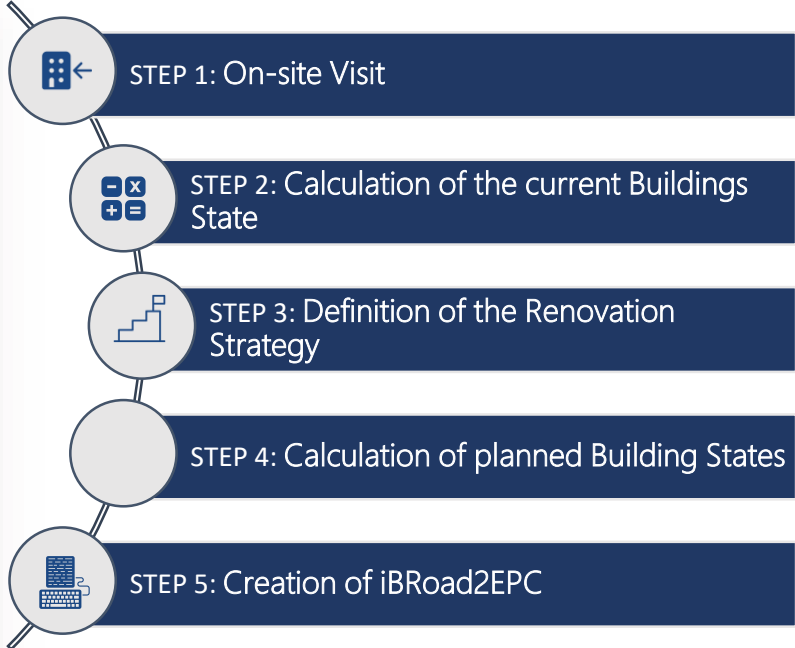 STEP 1: On-site Visit
STEP 2: Calculation of the current Buildings
State
STEP 3: Definition of the Renovation
Strategy
STEP 4: Calculation of planned Building States
STEP 5: Creation of iBRoad2EPC